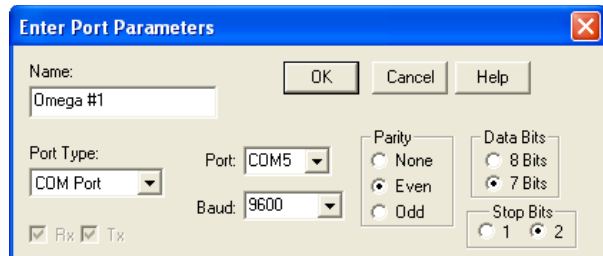 Enter Port Parameters
Name:
OK Cancel Help
Omega #1
Parity Data Bits
Port Type: Port: COM5 None 8 Bits
COM Port Even 7 Bits
Baud: 9600 Odd Stop Bits
Rx Tx 1 2